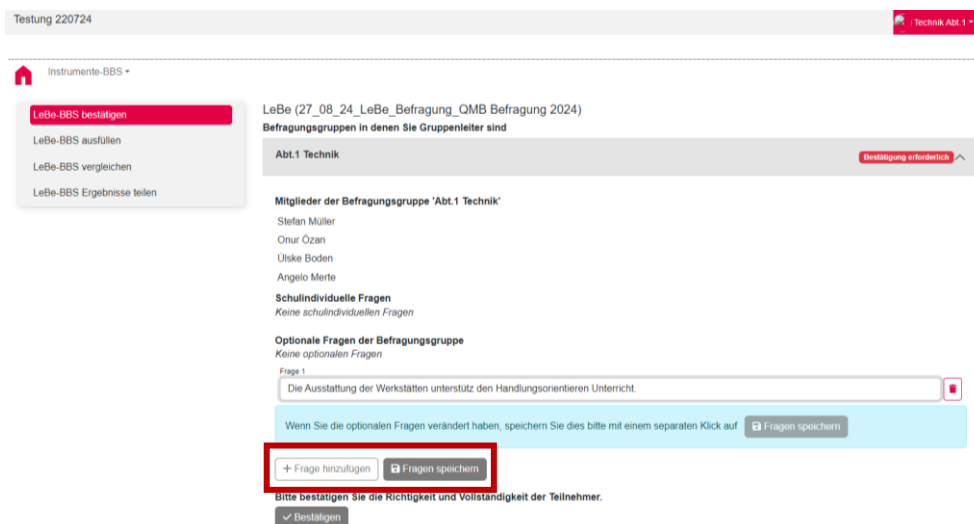 Testung 220724
Technik Abt.1
Instrumente-BBS
LeBe-BBS bestätigen
LeBe-BBS ausfüllen
LeBe-BBS vergleichen
LeBe-BBS Ergebnisse teilen
LeBe (27_08_24_LeBe_Befragung_QMB Befragung 2024)
Befragungsgruppen in denen Sie Gruppenleiter sind
Abt.1 Technik
Bestätigung erforderlich
Mitglieder der Befragungsgruppe 'Abt.1 Technik'
Stefan Müller
Onur Özan
Ülske Boden
Angelo Merte
Schulindividuelle Fragen
Keine schulindividuellen Fragen
Optionale Fragen der Befragungsgruppe
Keine optionalen Fragen
Frage 1
Die Ausstattung der Werkstätten unterstütz den Handlungsorientieren Unterricht.
Wenn Sie die optionalen Fragen verändert haben, speichern Sie dies bitte mit einem separaten Klick auf Fragen speichern
+ Frage hinzufügen Fragen speichern
Bitte bestätigen Sie die Richtigkeit und Vollständigkeit der Teilnehmer.
✓ Bestätigen